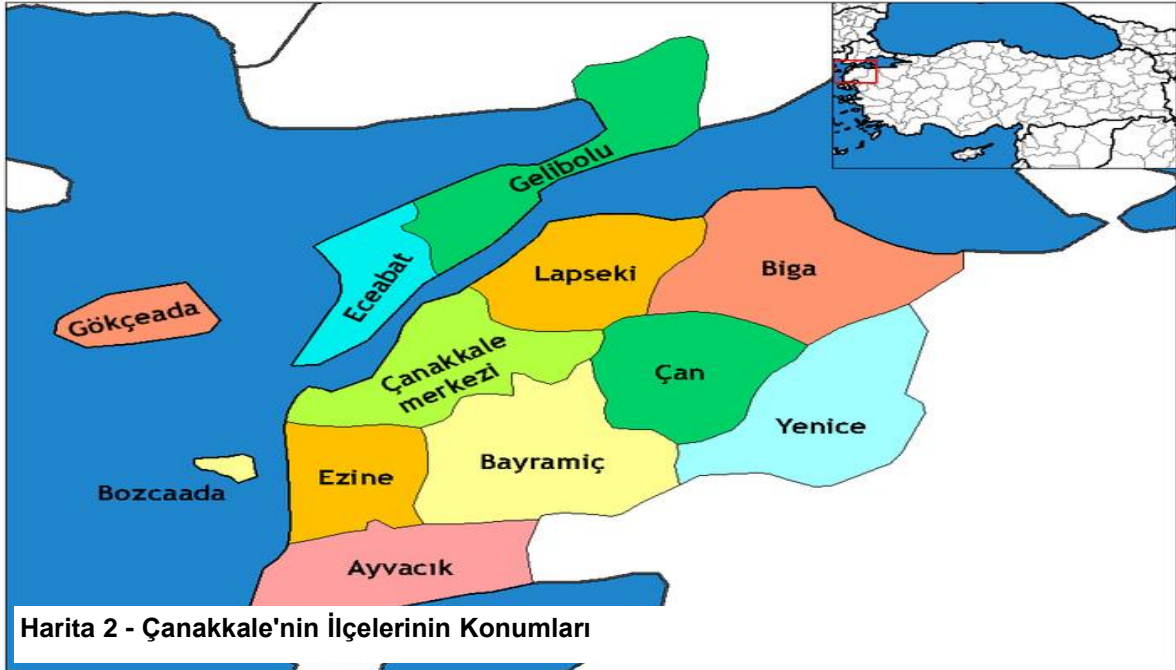 Gelibolu
Eceabat
Lapseki
Biga
Gökçeada
Çanakkale
merkezi
Çan
Yenice
Bayramiç
Ezine
Bozcaada
Ayvacık
Harita 2 - Çanakkale'nin İlçelerinin Konumları